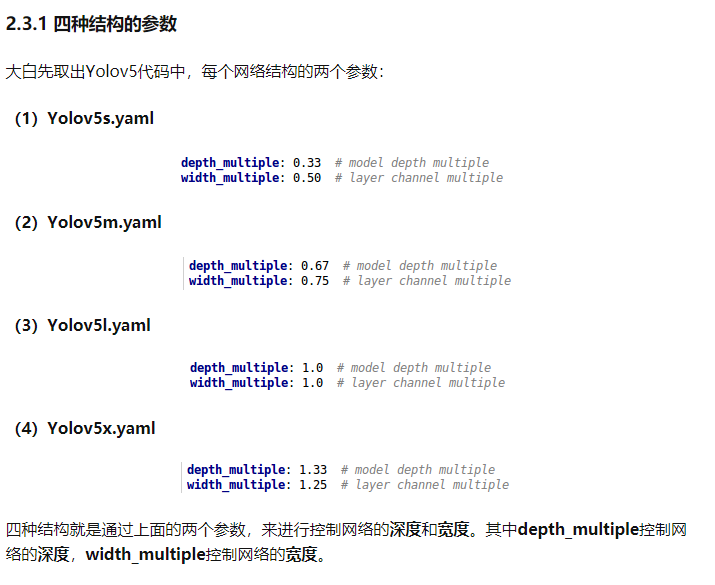 2.3.1 四种结构的参数
大白先取出Yolov5代码中，每个网络结构的两个参数：
（1）Yolov5s.yaml
depth_multiple: 0.33  # model depth multiple
width_multiple: 0.50  # layer channel multiple
（2）Yolov5m.yaml
depth_multiple: 0.67  # model depth multiple
width_multiple: 0.75  # layer channel multiple
（3）Yolov5l.yaml
depth_multiple: 1.0  # model depth multiple
width_multiple: 1.0  # layer channel multiple
（4）Yolov5x.yaml
depth_multiple: 1.33  # model depth multiple
width_multiple: 1.25  # layer channel multiple
四种结构就是通过上面的两个参数，来进行控制网络的深度和宽度。其中depth_multiple控制网
络的深度，width_multiple控制网络的宽度。